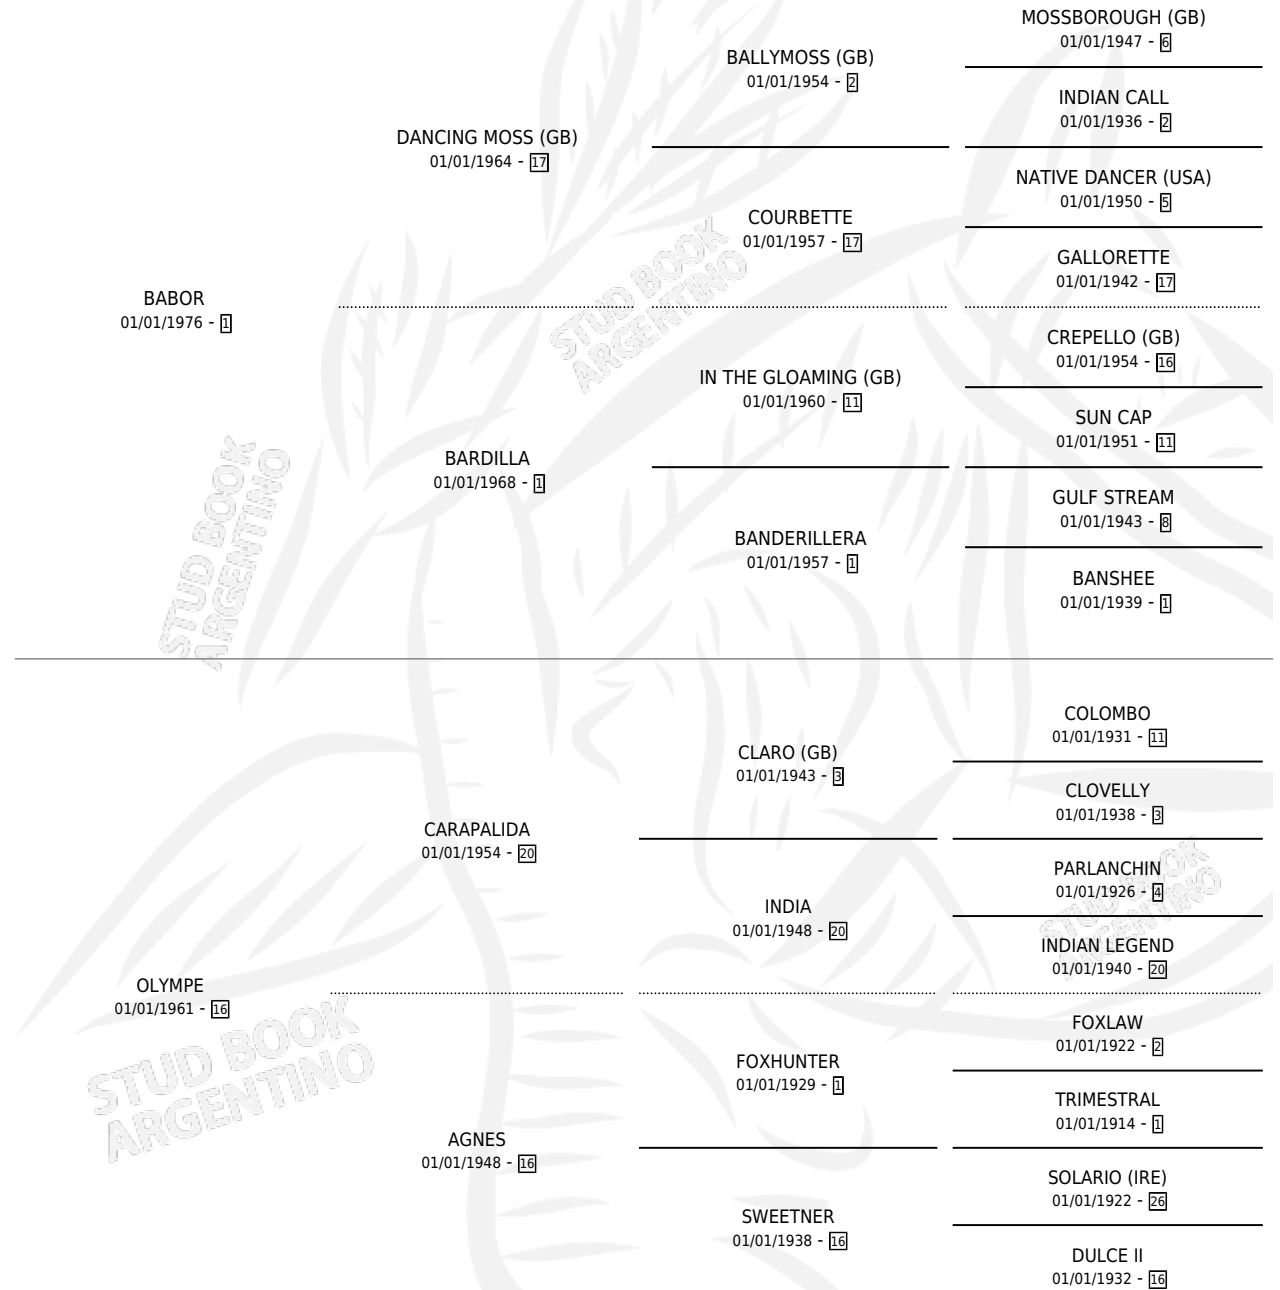 MOSSBOROUGH (GB)
01/01/1947 - 6
BALLYMOSS (GB)
01/01/1954 - 2
INDIAN CALL
01/01/1936 - 2
DANCING MOSS (GB)
01/01/1964 - 17
NATIVE DANCER (USA)
01/01/1950 - 5
COURBETTE
01/01/1957 - 17
GALLORETTE
01/01/1942 - 17
BABOR
01/01/1976 - 1
CREPELLO (GB)
01/01/1954 - 16
IN THE GLOAMING (GB)
01/01/1960 - 11
SUN CAP
01/01/1951 - 11
BARDILLA
01/01/1968 - 1
GULF STREAM
01/01/1943 - 8
BANDERILLERA
01/01/1957 - 1
BANSHEE
01/01/1939 - 1
COLOMBO
01/01/1931 - 11
CLARO (GB)
01/01/1943 - 3
CLOVELLY
01/01/1938 - 3
CARAPALIDA
01/01/1954 - 20
PARLANCHIN
01/01/1926 - 4
INDIA
01/01/1948 - 20
INDIAN LEGEND
01/01/1940 - 20
OLYMPE
01/01/1961 - 16
FOXLAW
01/01/1922 - 2
FOXHUNTER
01/01/1929 - 1
TRIMESTRAL
01/01/1914 - 1
AGNES
01/01/1948 - 16
SOLARIO (IRE)
01/01/1922 - 26
SWEETNER
01/01/1938 - 16
DULCE II
01/01/1932 - 16
STUD BOOK
ARGENTINO
STUD BOOK
ARGENTINO
STUD BOOK
ARGENTINO
STUD BOOK
ARGENTINO